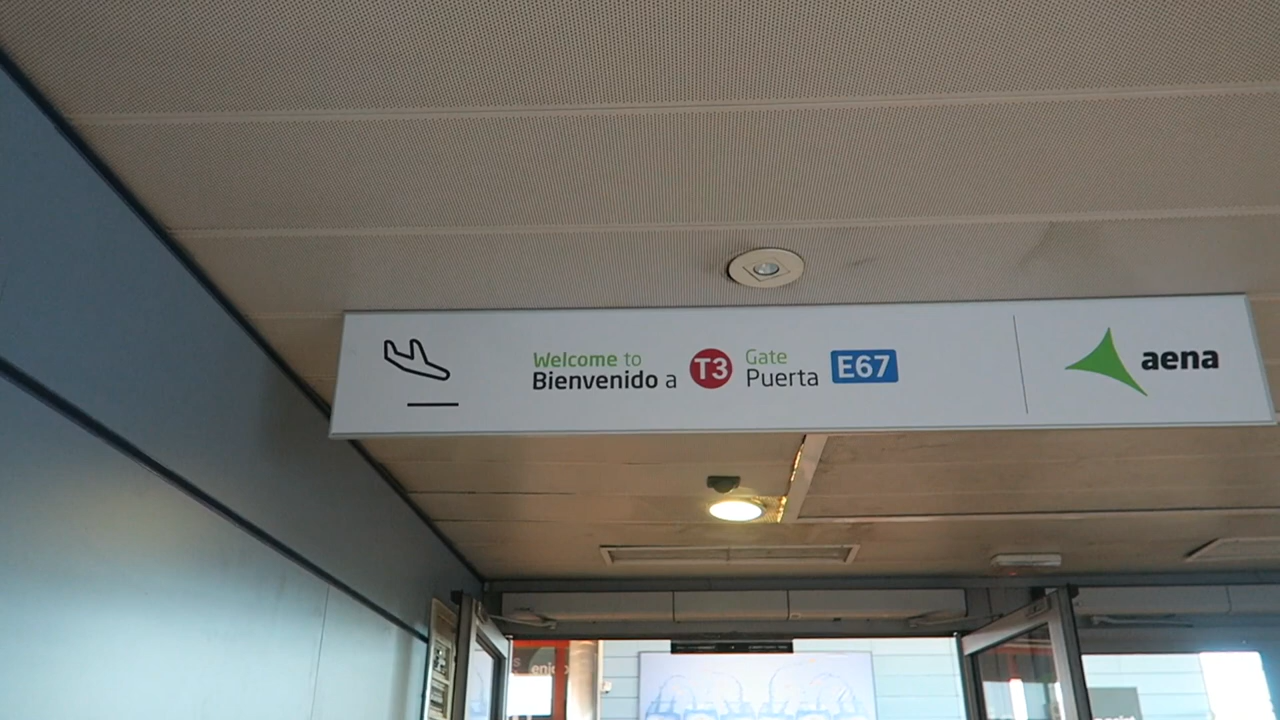 Welcome to
Bienvenido a
T3
Gate
Puerta
E67
aena